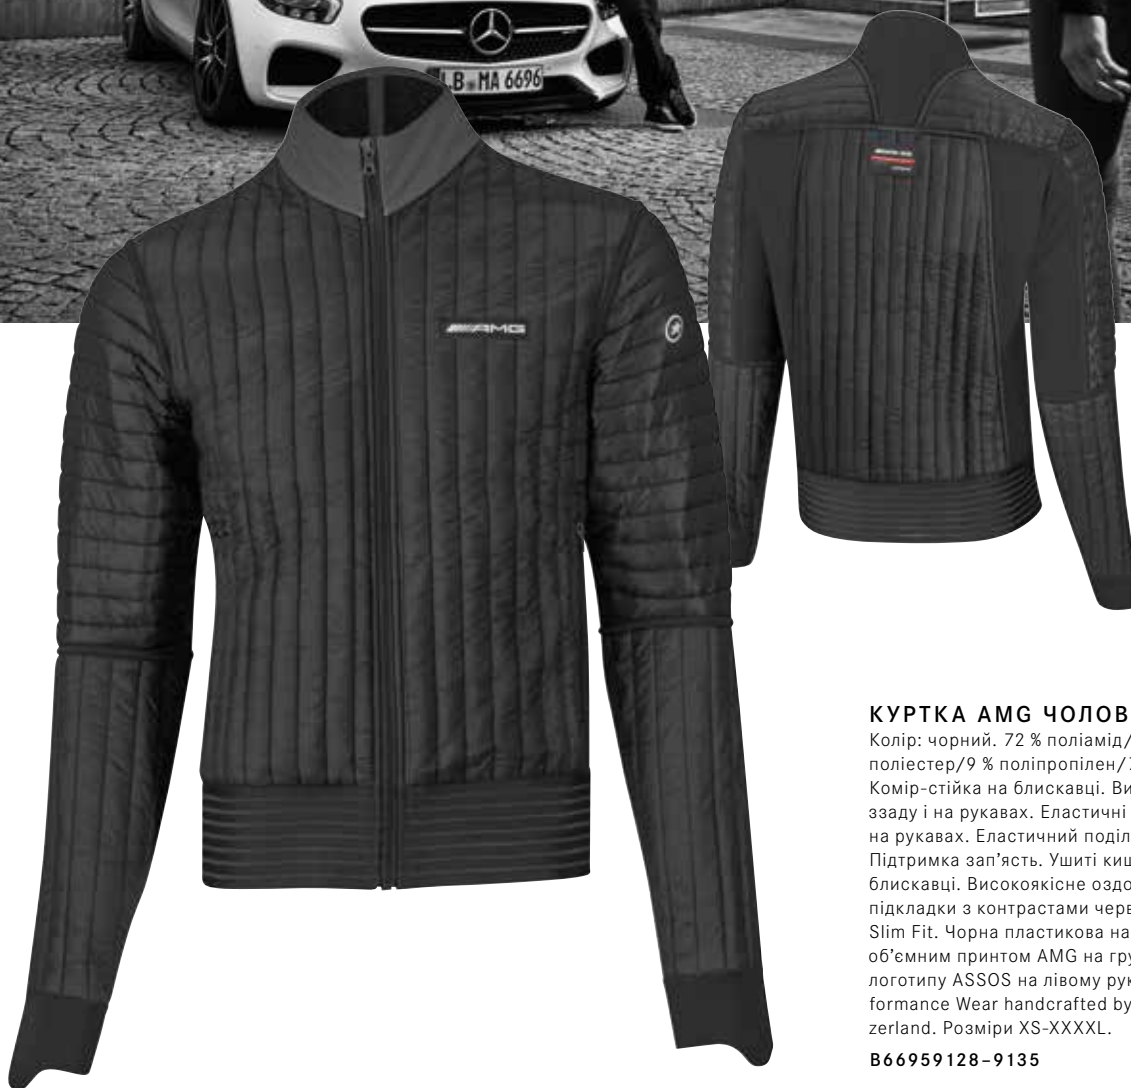 LB MA 6696
AMG
КУРТКА AMG ЧОЛОВ
Колір: чорний. 72 % поліамід/
поліестер/9 % поліпропілен/
Комір-стійка на блискавці. Ви
ззаду і на рукавах. Еластичні
на рукавах. Еластичний поділ
Підтримка зап’ясть. Ушиті киш
блискавці. Високоякісне оздо
підкладки з контрастами черв
Slim Fit. Чорна пластикова на
об’ємним принтом AMG на гру
логотипу ASSOS на лівому рук
formance Wear handcrafted by
zerland. Розміри XS-XXXXL.
B66959128–9135